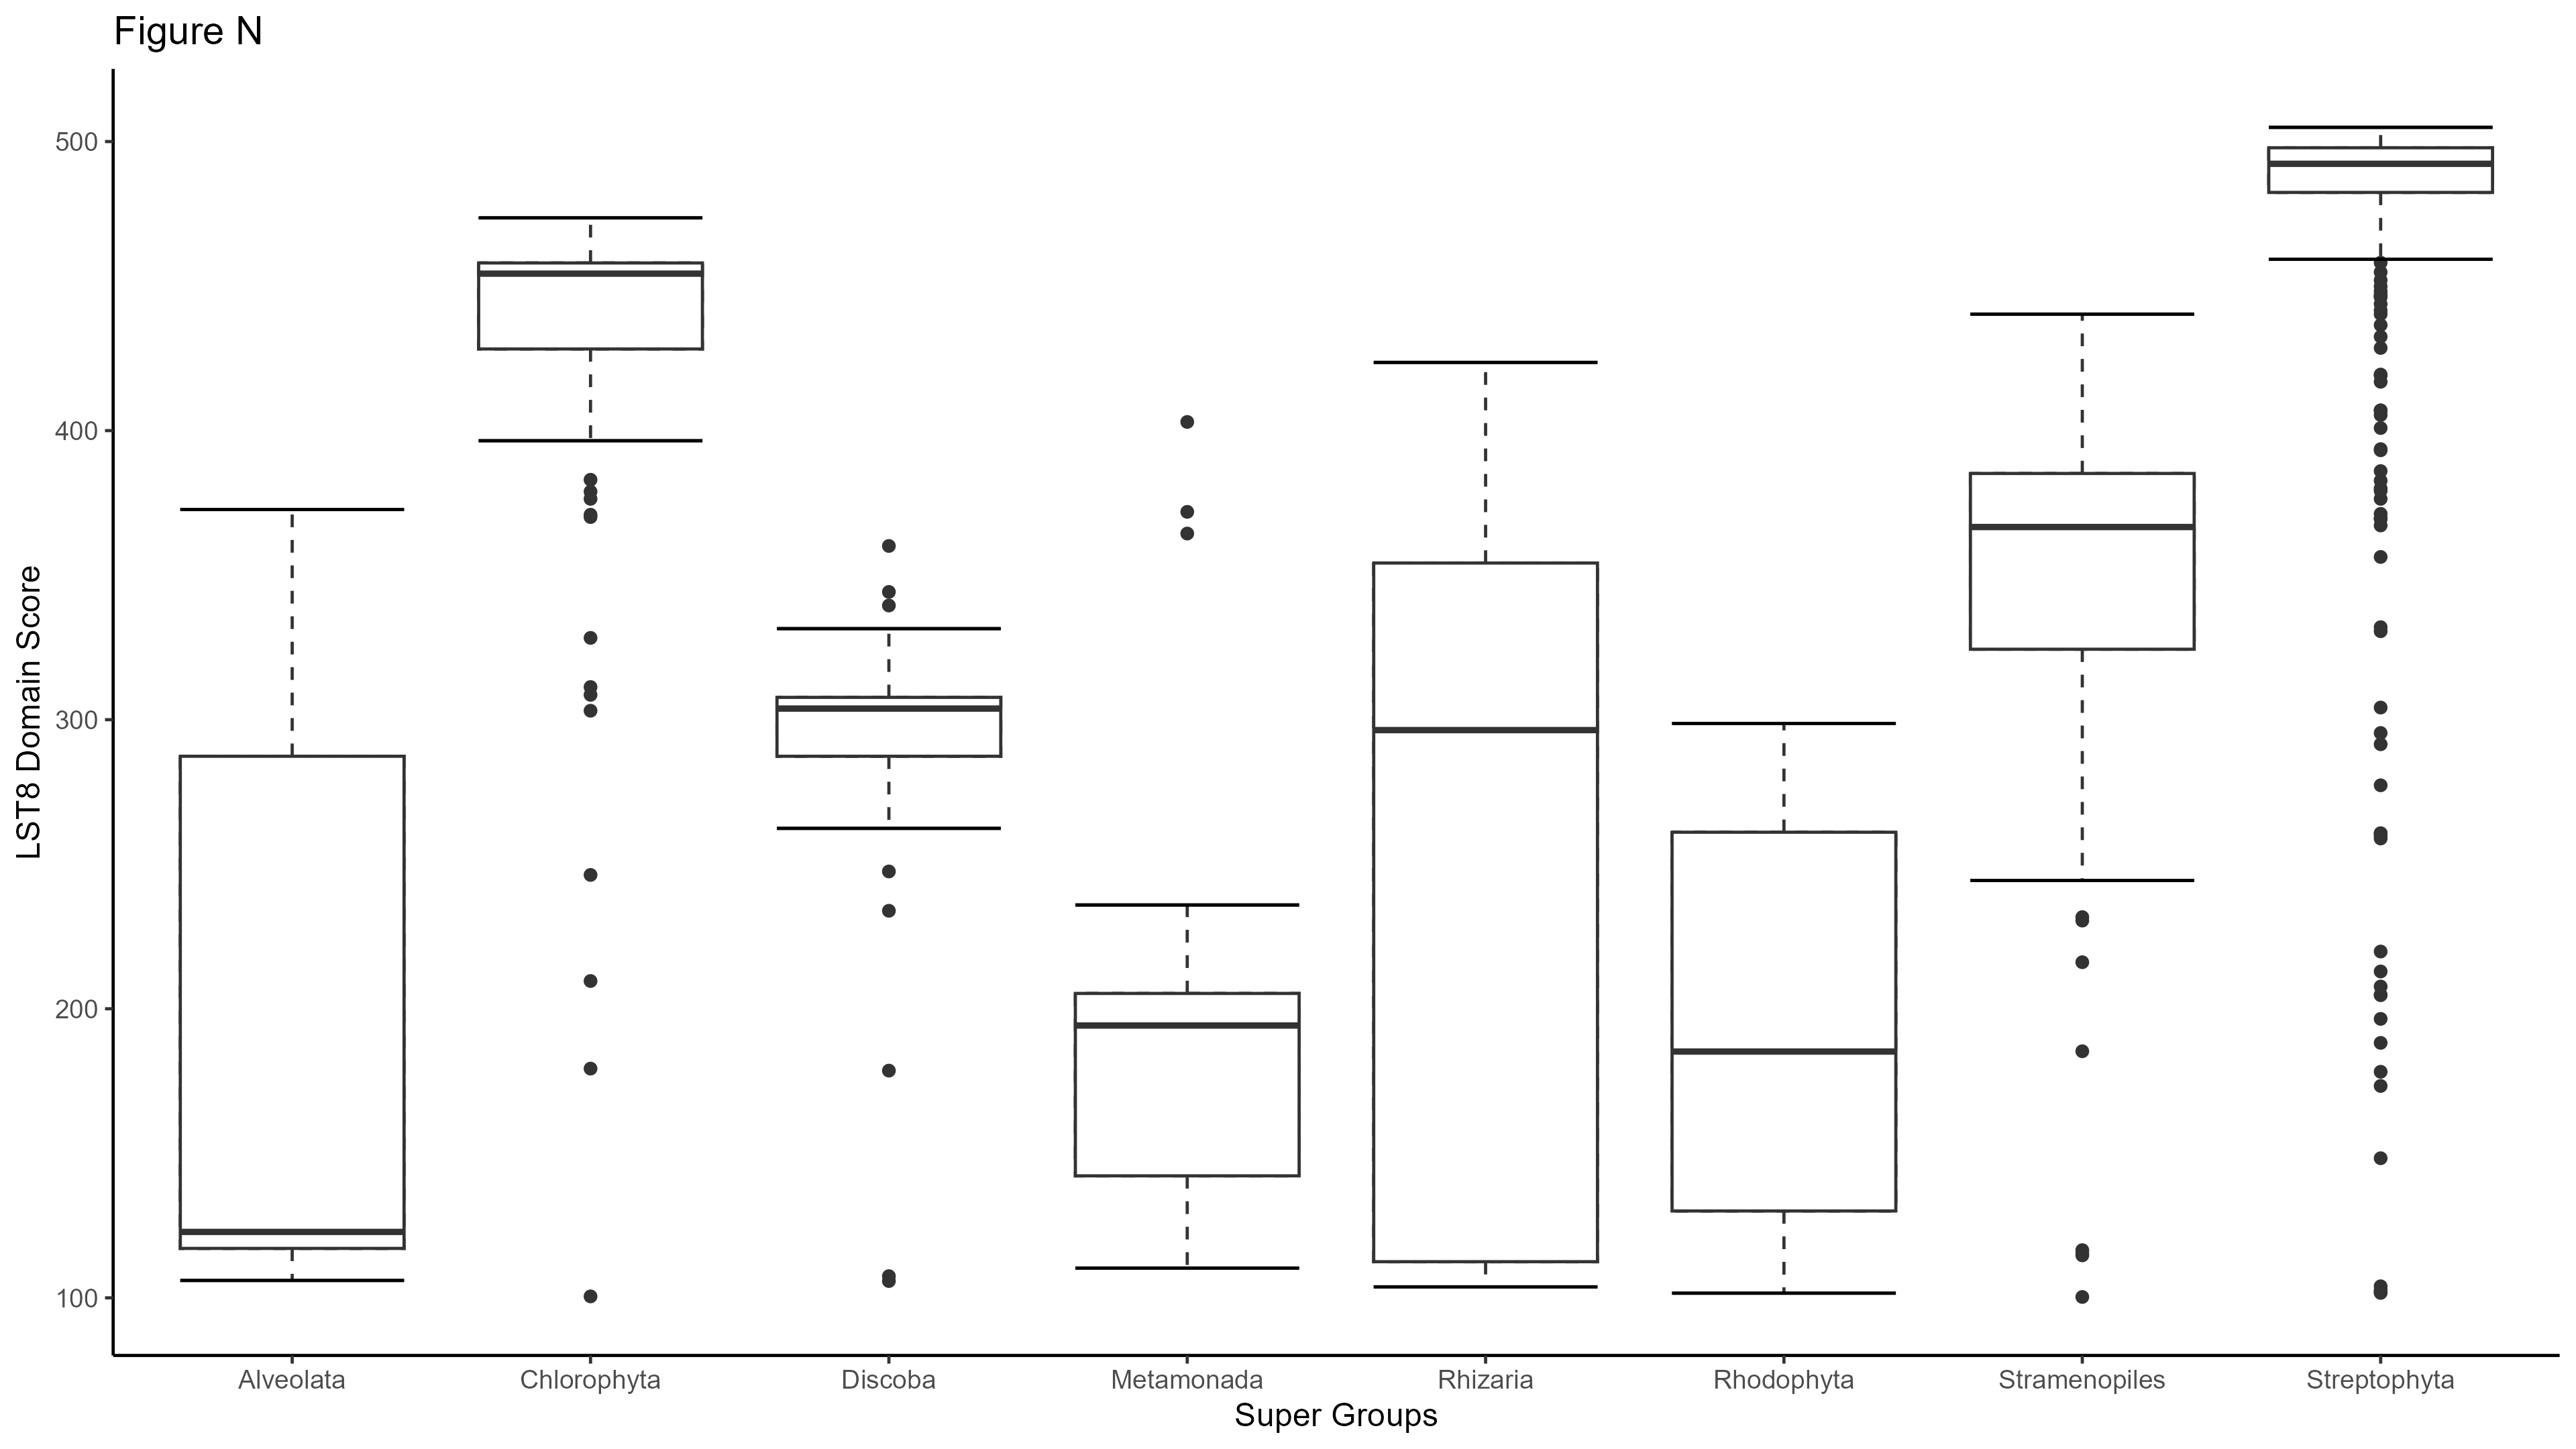 Figure N
LST8 Domain Score
500
400
300
200
100
Alveolata Chlorophyta Discoba Metamonada Rhizaria Rhodophyta Stramenopiles Streptophyta
Super Groups